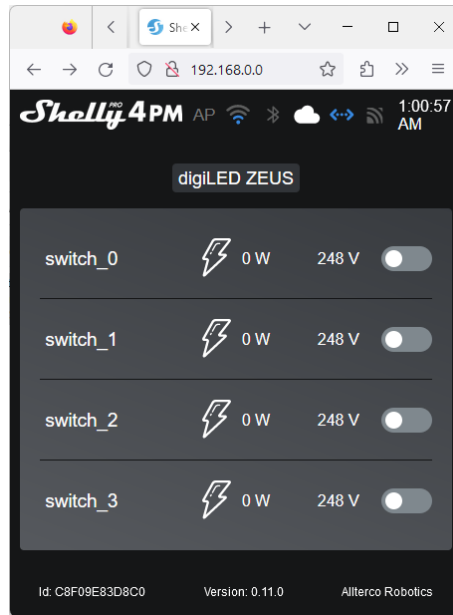 She
192.168.0.0
Shelly PRO 4PM AP 1:00:57 AM
digiLED ZEUS
switch_0 0 W 248 V
switch_1 0 W 248 V
switch_2 0 W 248 V
switch_3 0 W 248 V
Id: C8F09E83D8C0 Version: 0.11.0 Allterco Robotics